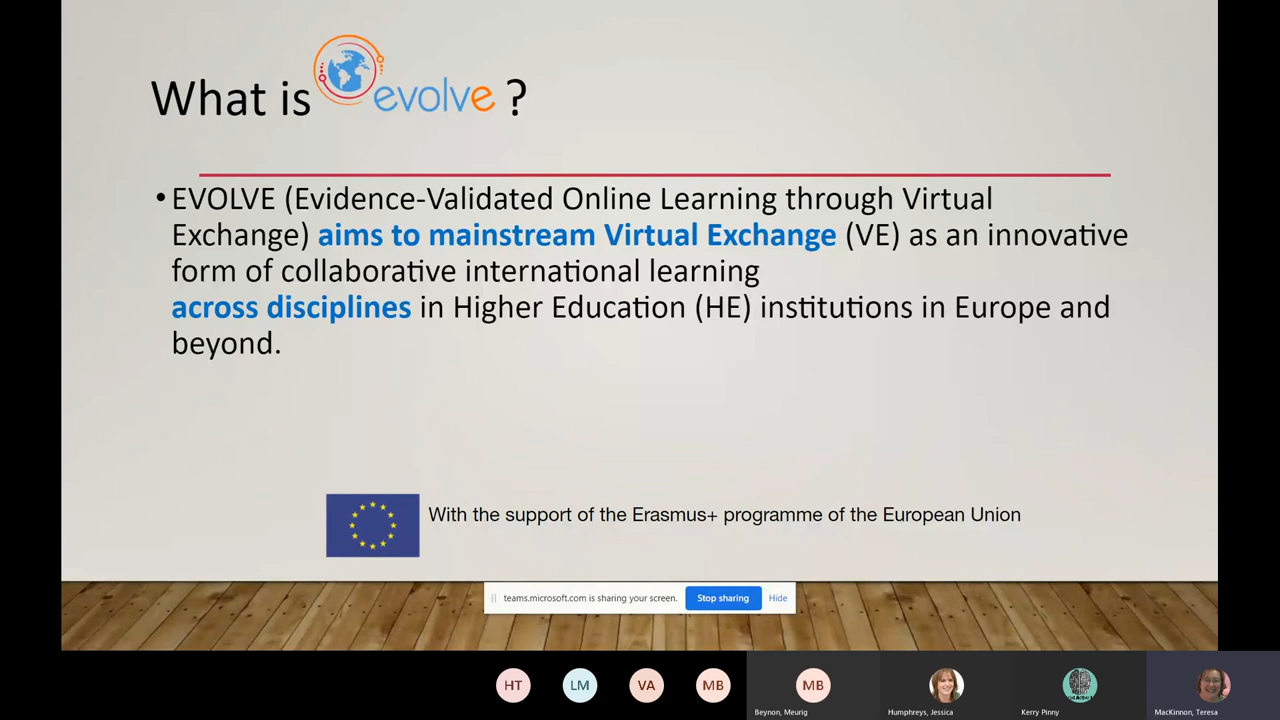 What is evolve ?
• EVOLVE (Evidence-Validated Online Learning through Virtual
Exchange) aims to mainstream Virtual Exchange (VE) as an innovative
form of collaborative international learning
across disciplines in Higher Education (HE) institutions in Europe and
beyond.
With the support of the Erasmus+ programme of the European Union
teams.microsoft.com is sharing your screen. Stop sharing Hide
HT LM VA MB MB
Beynon, Meurig Humphreys, Jessica Kerry Pinny MacKinnon, Teresa